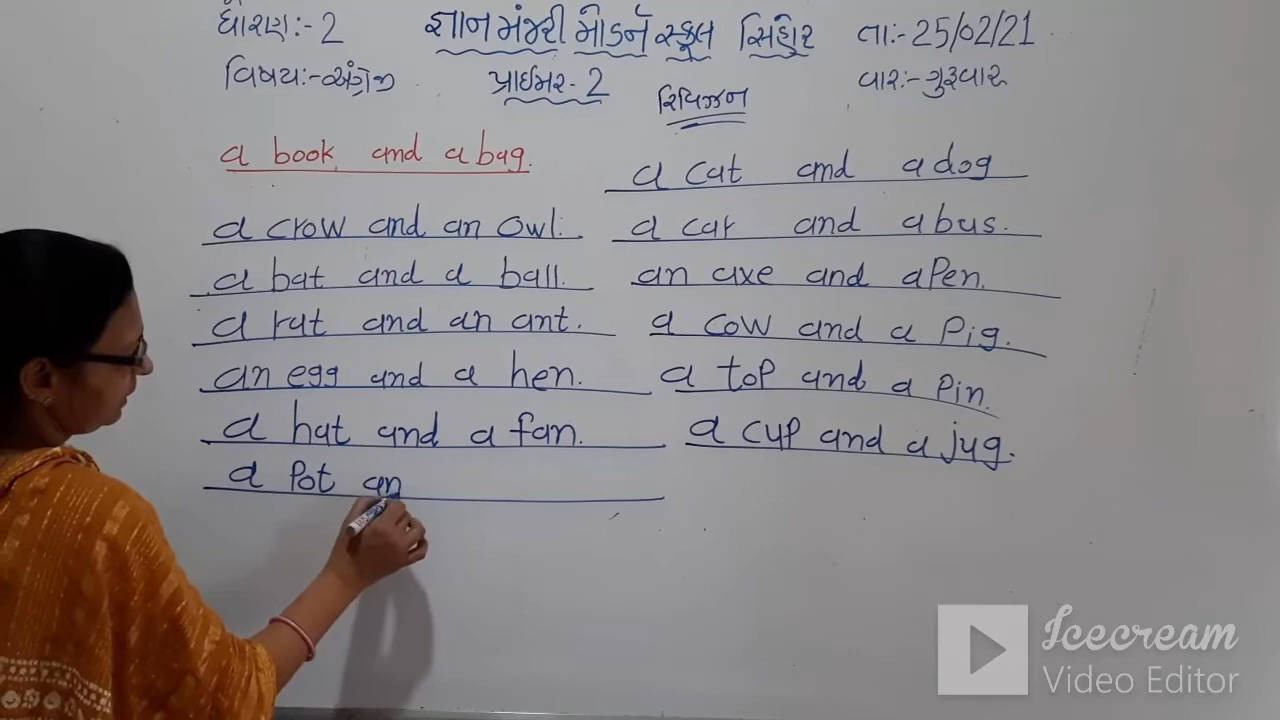 ધોરણ:-2 જ્ઞાન મંજરી મોડર્ન સ્કૂલ સિહોર તા:-25/02/21
વિષય:-અંગ્રેજી પ્રાઈમર-2 વાર:-ગુરૂવાર
રિવિઝન
a book and a bag.
a cat and a dog
a crow and an owl.
a car and a bus.
a bat and a ball.
an axe and a Pen.
a rat and an ant.
a cow and a Pig.
an egg and a hen.
a top and a Pin.
a hat and a fan.
a cup and a jug.
a Pot an
Icecream
Video Editor